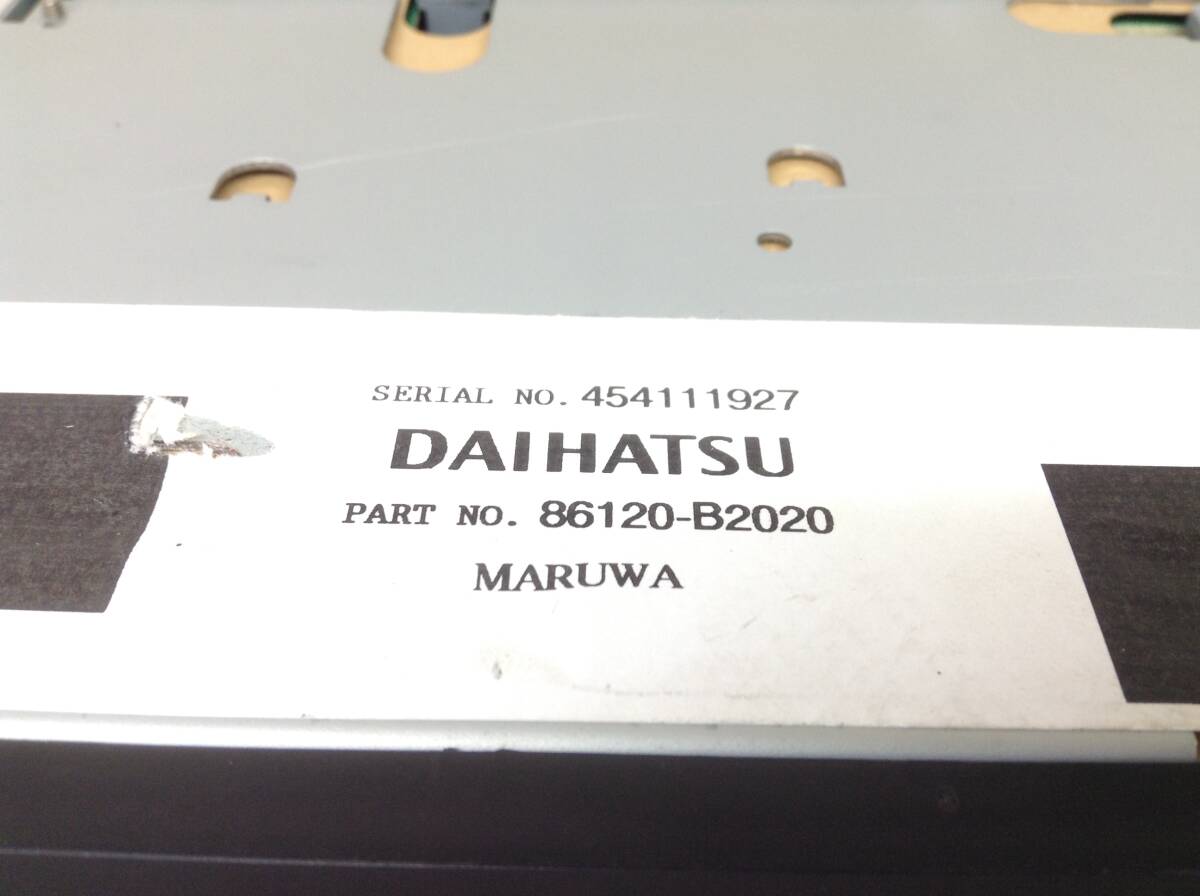 SERIAL NO. 454111927
DAIHATSU
PART NO. 86120-B2020
MARUWA